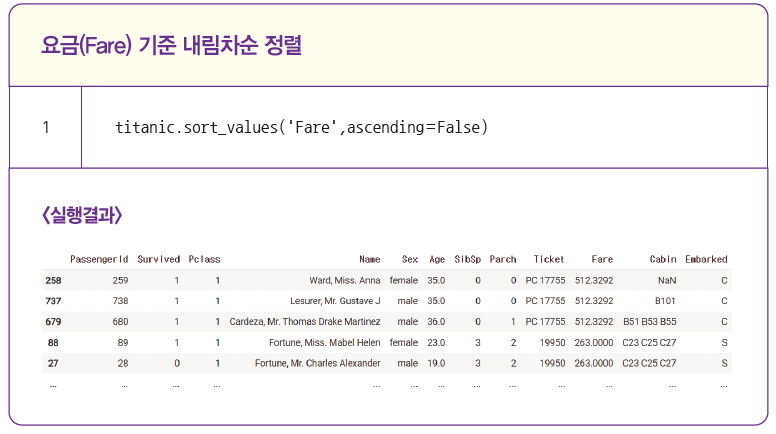 요금(Fare) 기준 내림차순 정렬
1 titanic.sort_values('Fare',ascending=False)
<실행결과>
PassengerId Survived Pclass Name Sex Age SibSp Parch Ticket Fare Cabin Embarked
258 259 1 1 Ward, Miss. Anna female 35.0 0 0 PC 17755 512.3292 NaN C
737 738 1 1 Lesurer, Mr. Gustave J male 35.0 0 0 PC 17755 512.3292 B101 C
679 680 1 1 Cardeza, Mr. Thomas Drake Martinez male 36.0 0 1 PC 17755 512.3292 B51 B53 B55 C
88 89 1 1 Fortune, Miss. Mabel Helen female 23.0 3 2 19950 263.0000 C23 C25 C27 S
27 28 0 1 Fortune, Mr. Charles Alexander male 19.0 3 2 19950 263.0000 C23 C25 C27 S
... ... ... ... ... ... ... ... ... ... ... ... ...